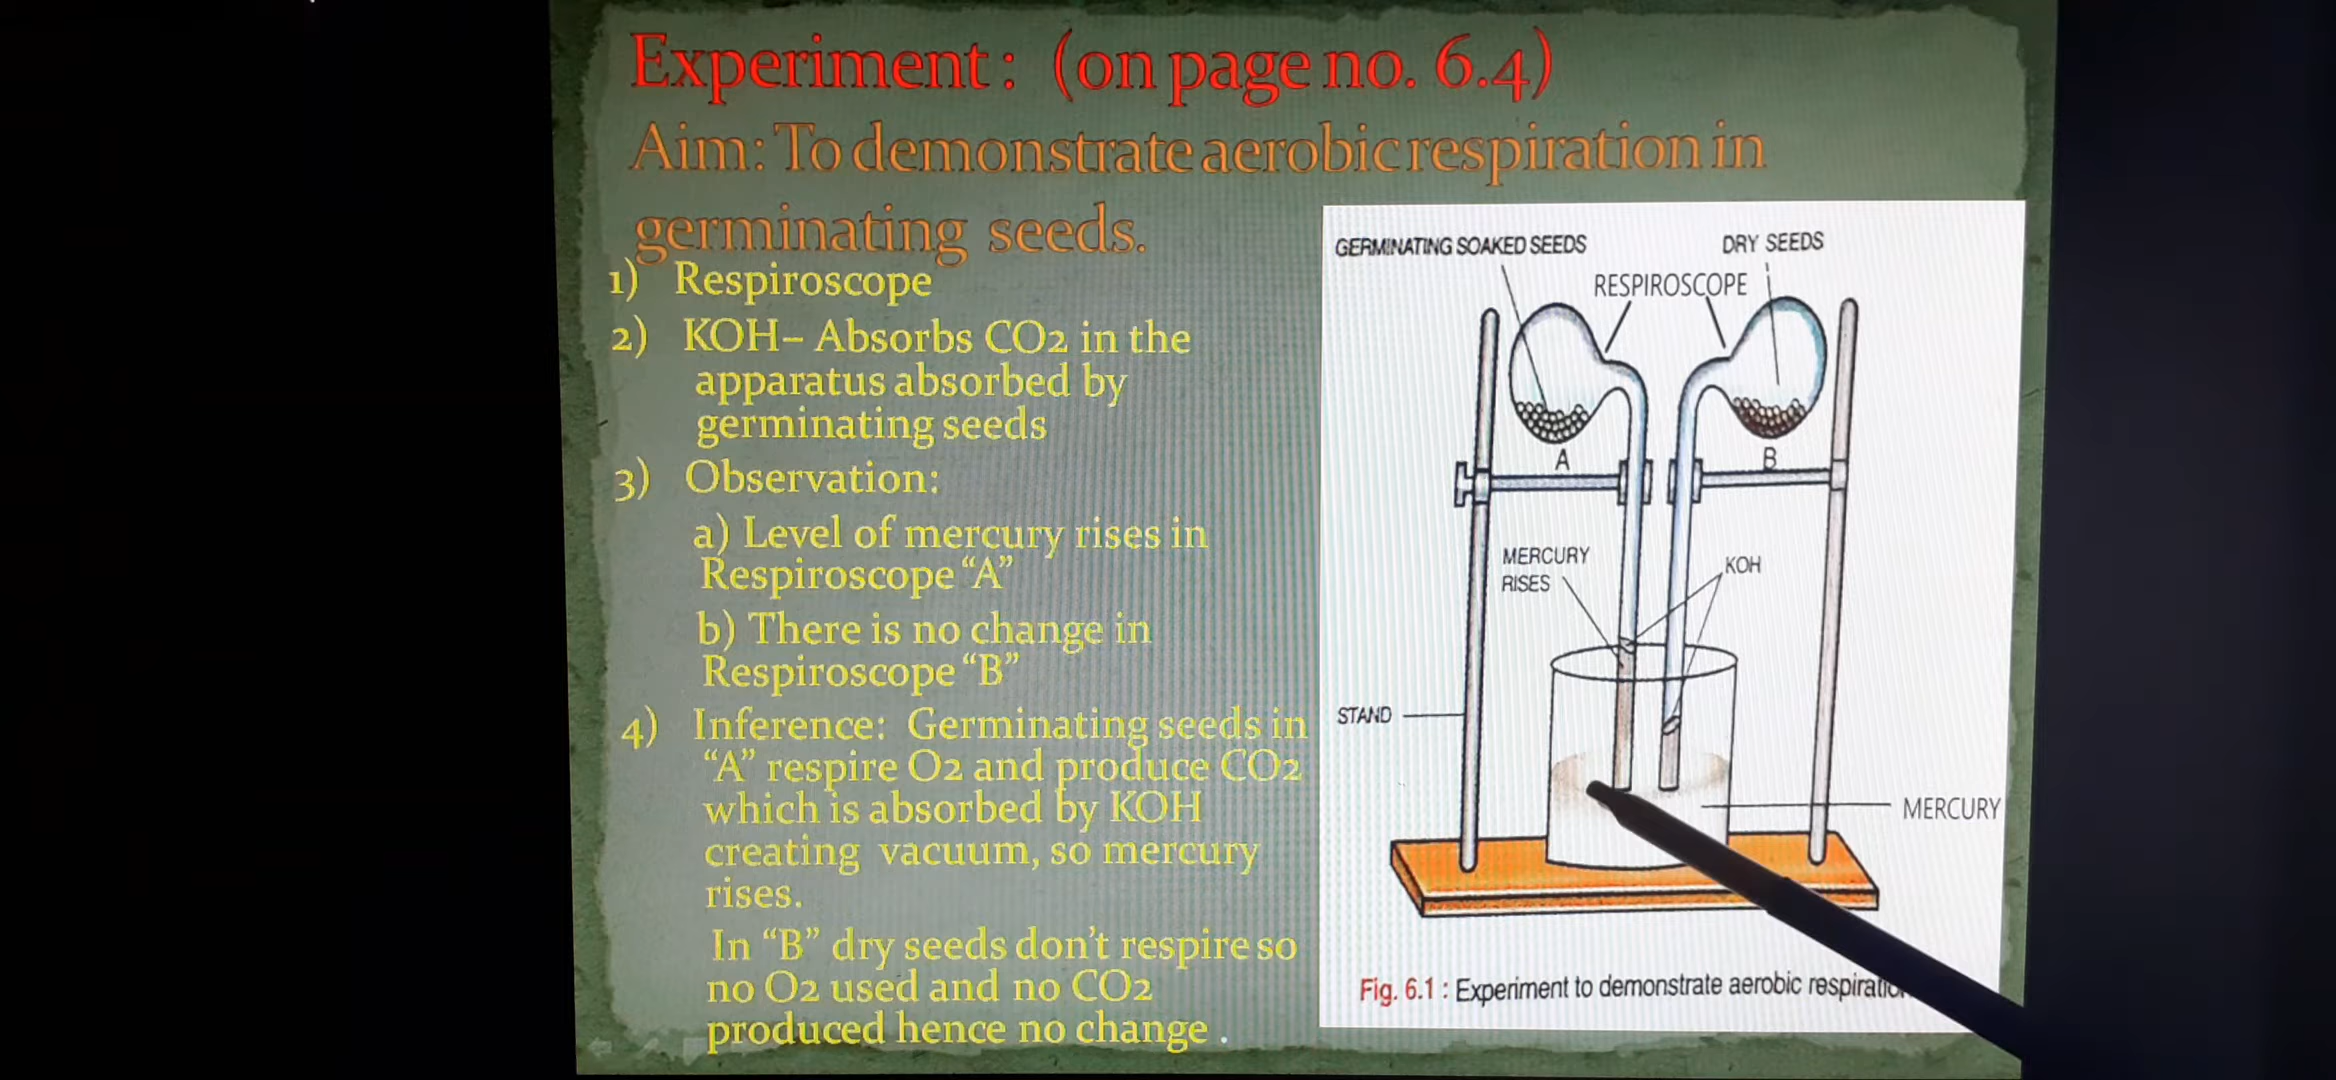 Experiment : (on page no. 6.4)
Aim: To demonstrate aerobic respiration in
germinating seeds.
1) Respiroscope
2) KOH– Absorbs CO2 in the
apparatus absorbed by
germinating seeds
3) Observation:
a) Level of mercury rises in
Respiroscope “A”
b) There is no change in
Respiroscope “B”
4) Inference: Germinating seeds in
“A” respire O2 and produce CO2
which is absorbed by KOH
creating vacuum, so mercury
rises.
In “B” dry seeds don’t respire so
no O2 used and no CO2
produced hence no change .
GERMINATING SOAKED SEEDS
DRY SEEDS
RESPIROSCOPE
A
B
MERCURY
RISES
KOH
STAND
MERCURY
Fig. 6.1 : Experiment to demonstrate aerobic